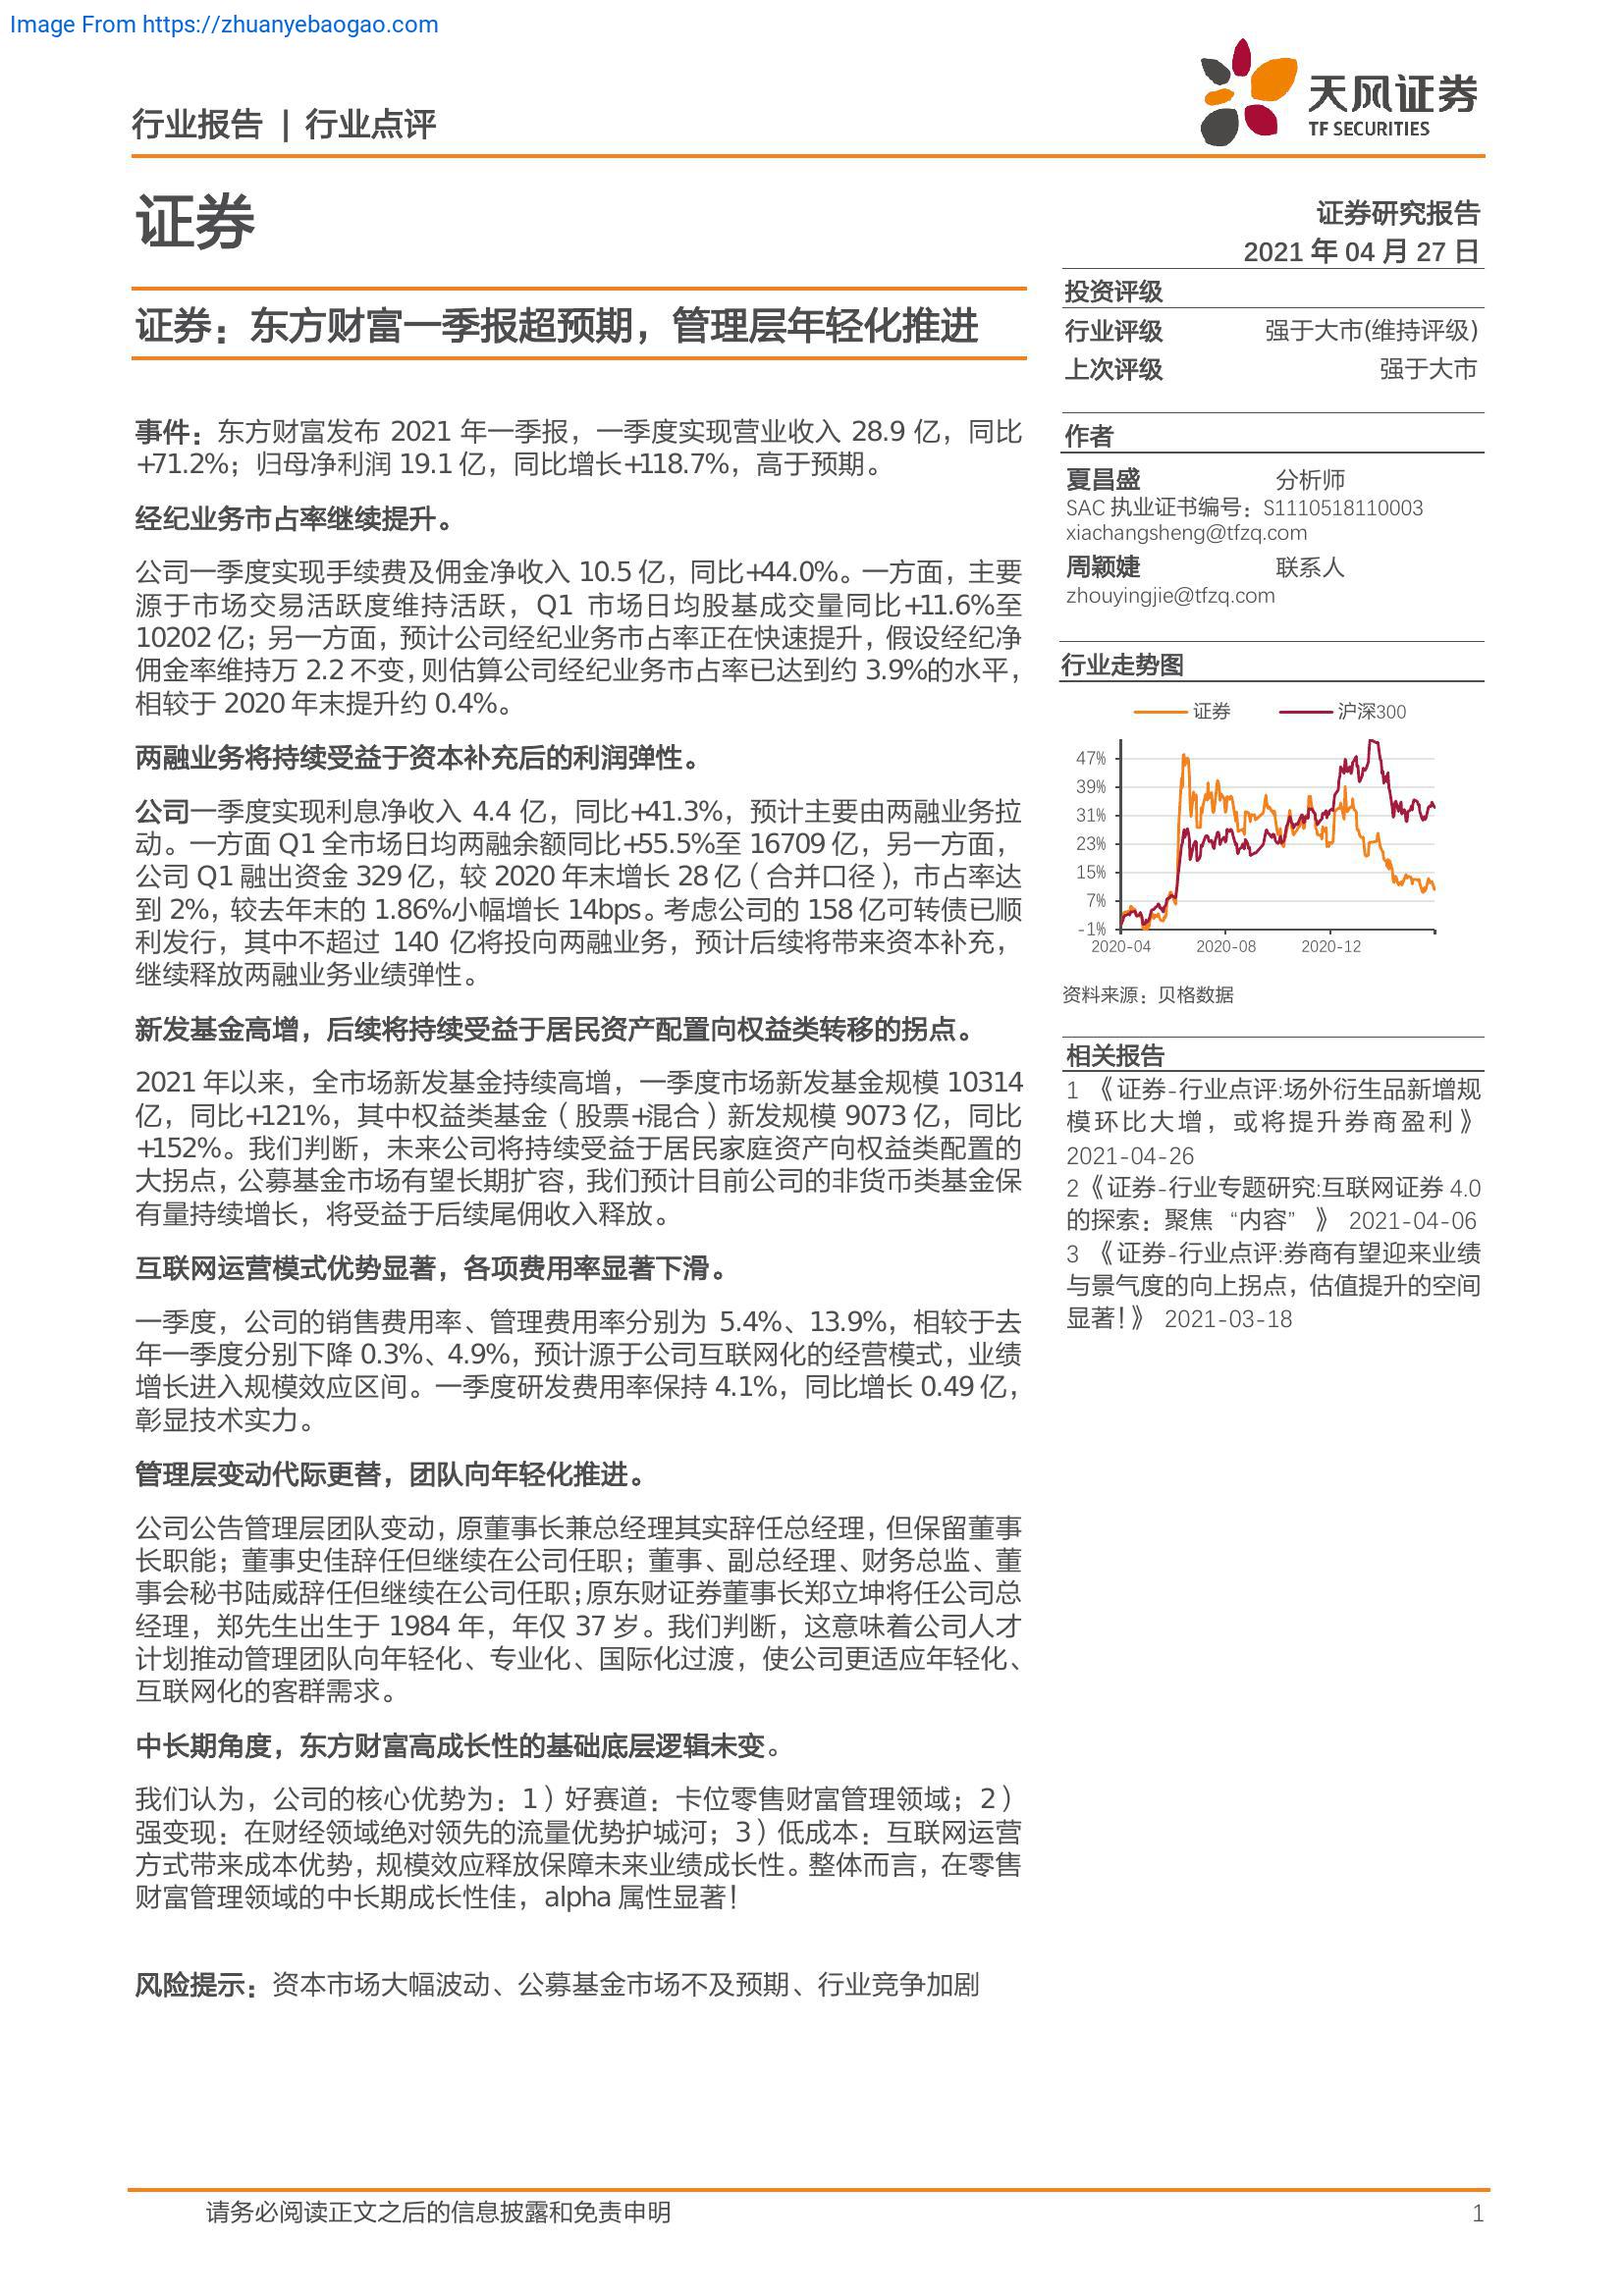 Image From https://zhuanyebaogao.com
行业报告 | 行业点评
天风证券
TF SECURITIES
证券
证券研究报告
2021 年 04 月 27 日
证券：东方财富一季报超预期，管理层年轻化推进
事件：东方财富发布 2021 年一季报，一季度实现营业收入 28.9 亿，同比
+71.2%；归母净利润 19.1 亿，同比增长+118.7%，高于预期。
经纪业务市占率继续提升。
公司一季度实现手续费及佣金净收入 10.5 亿，同比+44.0%。一方面，主要
源于市场交易活跃度维持活跃，Q1 市场日均股基成交量同比+11.6%至
10202 亿；另一方面，预计公司经纪业务市占率正在快速提升，假设经纪净
佣金率维持万 2.2 不变，则估算公司经纪业务市占率已达到约 3.9%的水平，
相较于 2020 年末提升约 0.4%。
两融业务将持续受益于资本补充后的利润弹性。
公司一季度实现利息净收入 4.4 亿，同比+41.3%，预计主要由两融业务拉
动。一方面 Q1 全市场日均两融余额同比+55.5%至 16709 亿，另一方面，
公司 Q1 融出资金 329 亿，较 2020 年末增长 28 亿（合并口径），市占率达
到 2%，较去年末的 1.86%小幅增长 14bps。考虑公司的 158 亿可转债已顺
利发行，其中不超过 140 亿将投向两融业务，预计后续将带来资本补充，
继续释放两融业务业绩弹性。
新发基金高增，后续将持续受益于居民资产配置向权益类转移的拐点。
2021 年以来，全市场新发基金持续高增，一季度市场新发基金规模 10314
亿，同比+121%，其中权益类基金（股票+混合）新发规模 9073 亿，同比
+152%。我们判断，未来公司将持续受益于居民家庭资产向权益类配置的
大拐点，公募基金市场有望长期扩容，我们预计目前公司的非货币类基金保
有量持续增长，将受益于后续尾佣收入释放。
互联网运营模式优势显著，各项费用率显著下滑。
一季度，公司的销售费用率、管理费用率分别为 5.4%、13.9%，相较于去
年一季度分别下降 0.3%、4.9%，预计源于公司互联网化的经营模式，业绩
增长进入规模效应区间。一季度研发费用率保持 4.1%，同比增长 0.49 亿，
彰显技术实力。
管理层变动代际更替，团队向年轻化推进。
公司公告管理层团队变动，原董事长兼总经理其实辞任总经理，但保留董事
长职能；董事史佳辞任但继续在公司任职；董事、副总经理、财务总监、董
事会秘书陆威辞任但继续在公司任职；原东财证券董事长郑立坤将任公司总
经理，郑先生出生于 1984 年，年仅 37 岁。我们判断，这意味着公司人才
计划推动管理团队向年轻化、专业化、国际化过渡，使公司更适应年轻化、
互联网化的客群需求。
中长期角度，东方财富高成长性的基础底层逻辑未变。
我们认为，公司的核心优势为：1）好赛道：卡位零售财富管理领域；2）
强变现：在财经领域绝对领先的流量优势护城河；3）低成本：互联网运营
方式带来成本优势，规模效应释放保障未来业绩成长性。整体而言，在零售
财富管理领域的中长期成长性佳，alpha 属性显著！
风险提示：资本市场大幅波动、公募基金市场不及预期、行业竞争加剧
投资评级
行业评级 强于大市(维持评级)
上次评级 强于大市
作者
夏昌盛 分析师
SAC 执业证书编号：S1110518110003
xiachangsheng@tfzq.com
周颖婕 联系人
zhouyingjie@tfzq.com
行业走势图
证券 沪深300
47%
39%
31%
23%
15%
7%
-1%
2020-04 2020-08 2020-12
资料来源：贝格数据
相关报告
1 《证券-行业点评:场外衍生品新增规
模环比大增，或将提升券商盈利》
2021-04-26
2《证券-行业专题研究:互联网证券 4.0
的探索：聚焦 “内容” 》 2021-04-06
3 《证券-行业点评:券商有望迎来业绩
与景气度的向上拐点，估值提升的空间
显著！》 2021-03-18
请务必阅读正文之后的信息披露和免责申明 1